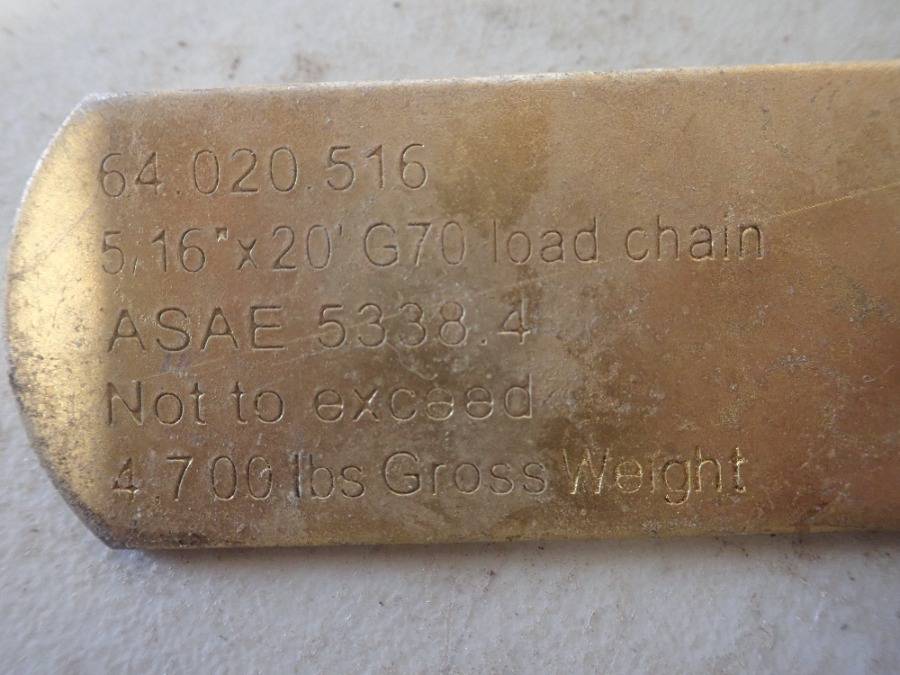 64.020.516
5/16"x20' G70 load chain
ASAE S338.4
Not to exceed
4,700 lbs Gross Weight